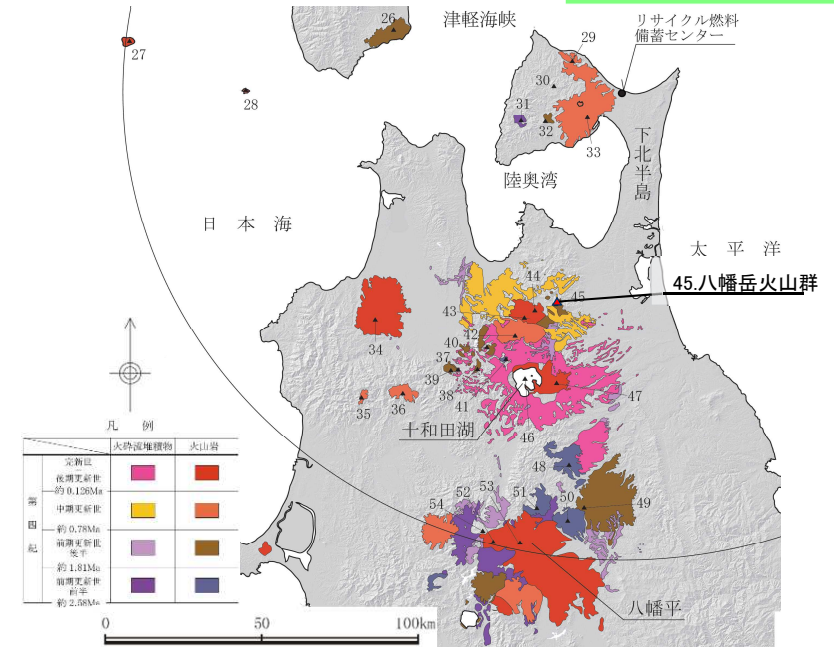 津軽海峡
リサイクル燃料
備蓄センター
26
27
28
29
30
31
32
33
下北半島
陸奥湾
日本海
太平洋
44
45
45.八幡岳火山群
43
42
34
40
37
39
38
41
35
36
47
46
十和田湖
48
49
50
51
52
53
54
八幡平
凡例
火砕流堆積物
火山岩
第四紀
完新世
~
後期更新世
約0.126Ma
中期更新世
約0.78Ma
前期更新世
後半
約1.81Ma
前期更新世
前半
約2.58Ma
0
50
100km